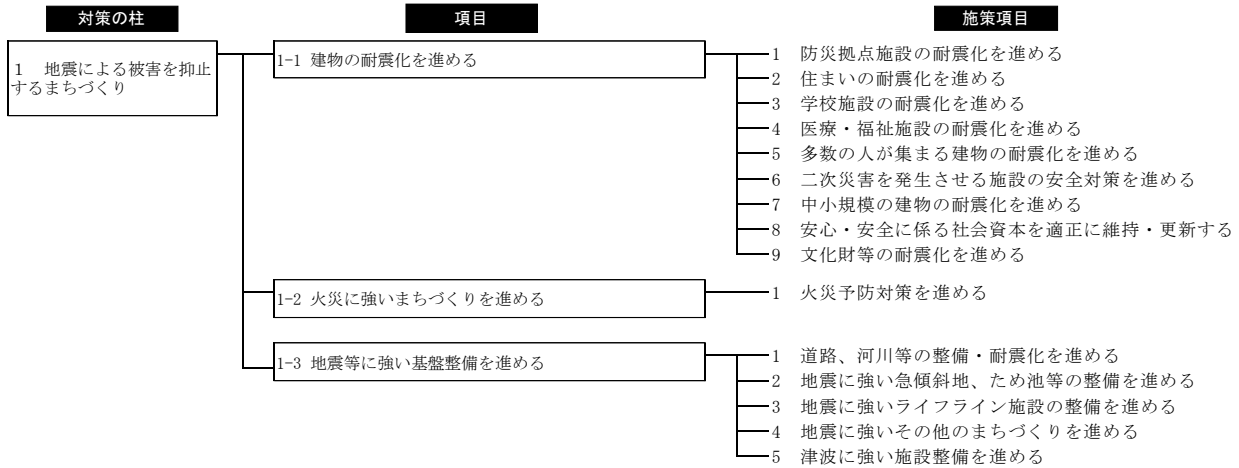 対策の柱
項目
施策項目
1 地震による被害を抑止
するまちづくり
1-1 建物の耐震化を進める
1 防災拠点施設の耐震化を進める
2 住まいの耐震化を進める
3 学校施設の耐震化を進める
4 医療・福祉施設の耐震化を進める
5 多数の人が集まる建物の耐震化を進める
6 二次災害を発生させる施設の安全対策を進める
7 中小規模の建物の耐震化を進める
8 安心・安全に係る社会資本を適正に維持・更新する
9 文化財等の耐震化を進める
1-2 火災に強いまちづくりを進める
1 火災予防対策を進める
1-3 地震等に強い基盤整備を進める
1 道路、河川等の整備・耐震化を進める
2 地震に強い急傾斜地、ため池等の整備を進める
3 地震に強いライフライン施設の整備を進める
4 地震に強いその他のまちづくりを進める
5 津波に強い施設整備を進める